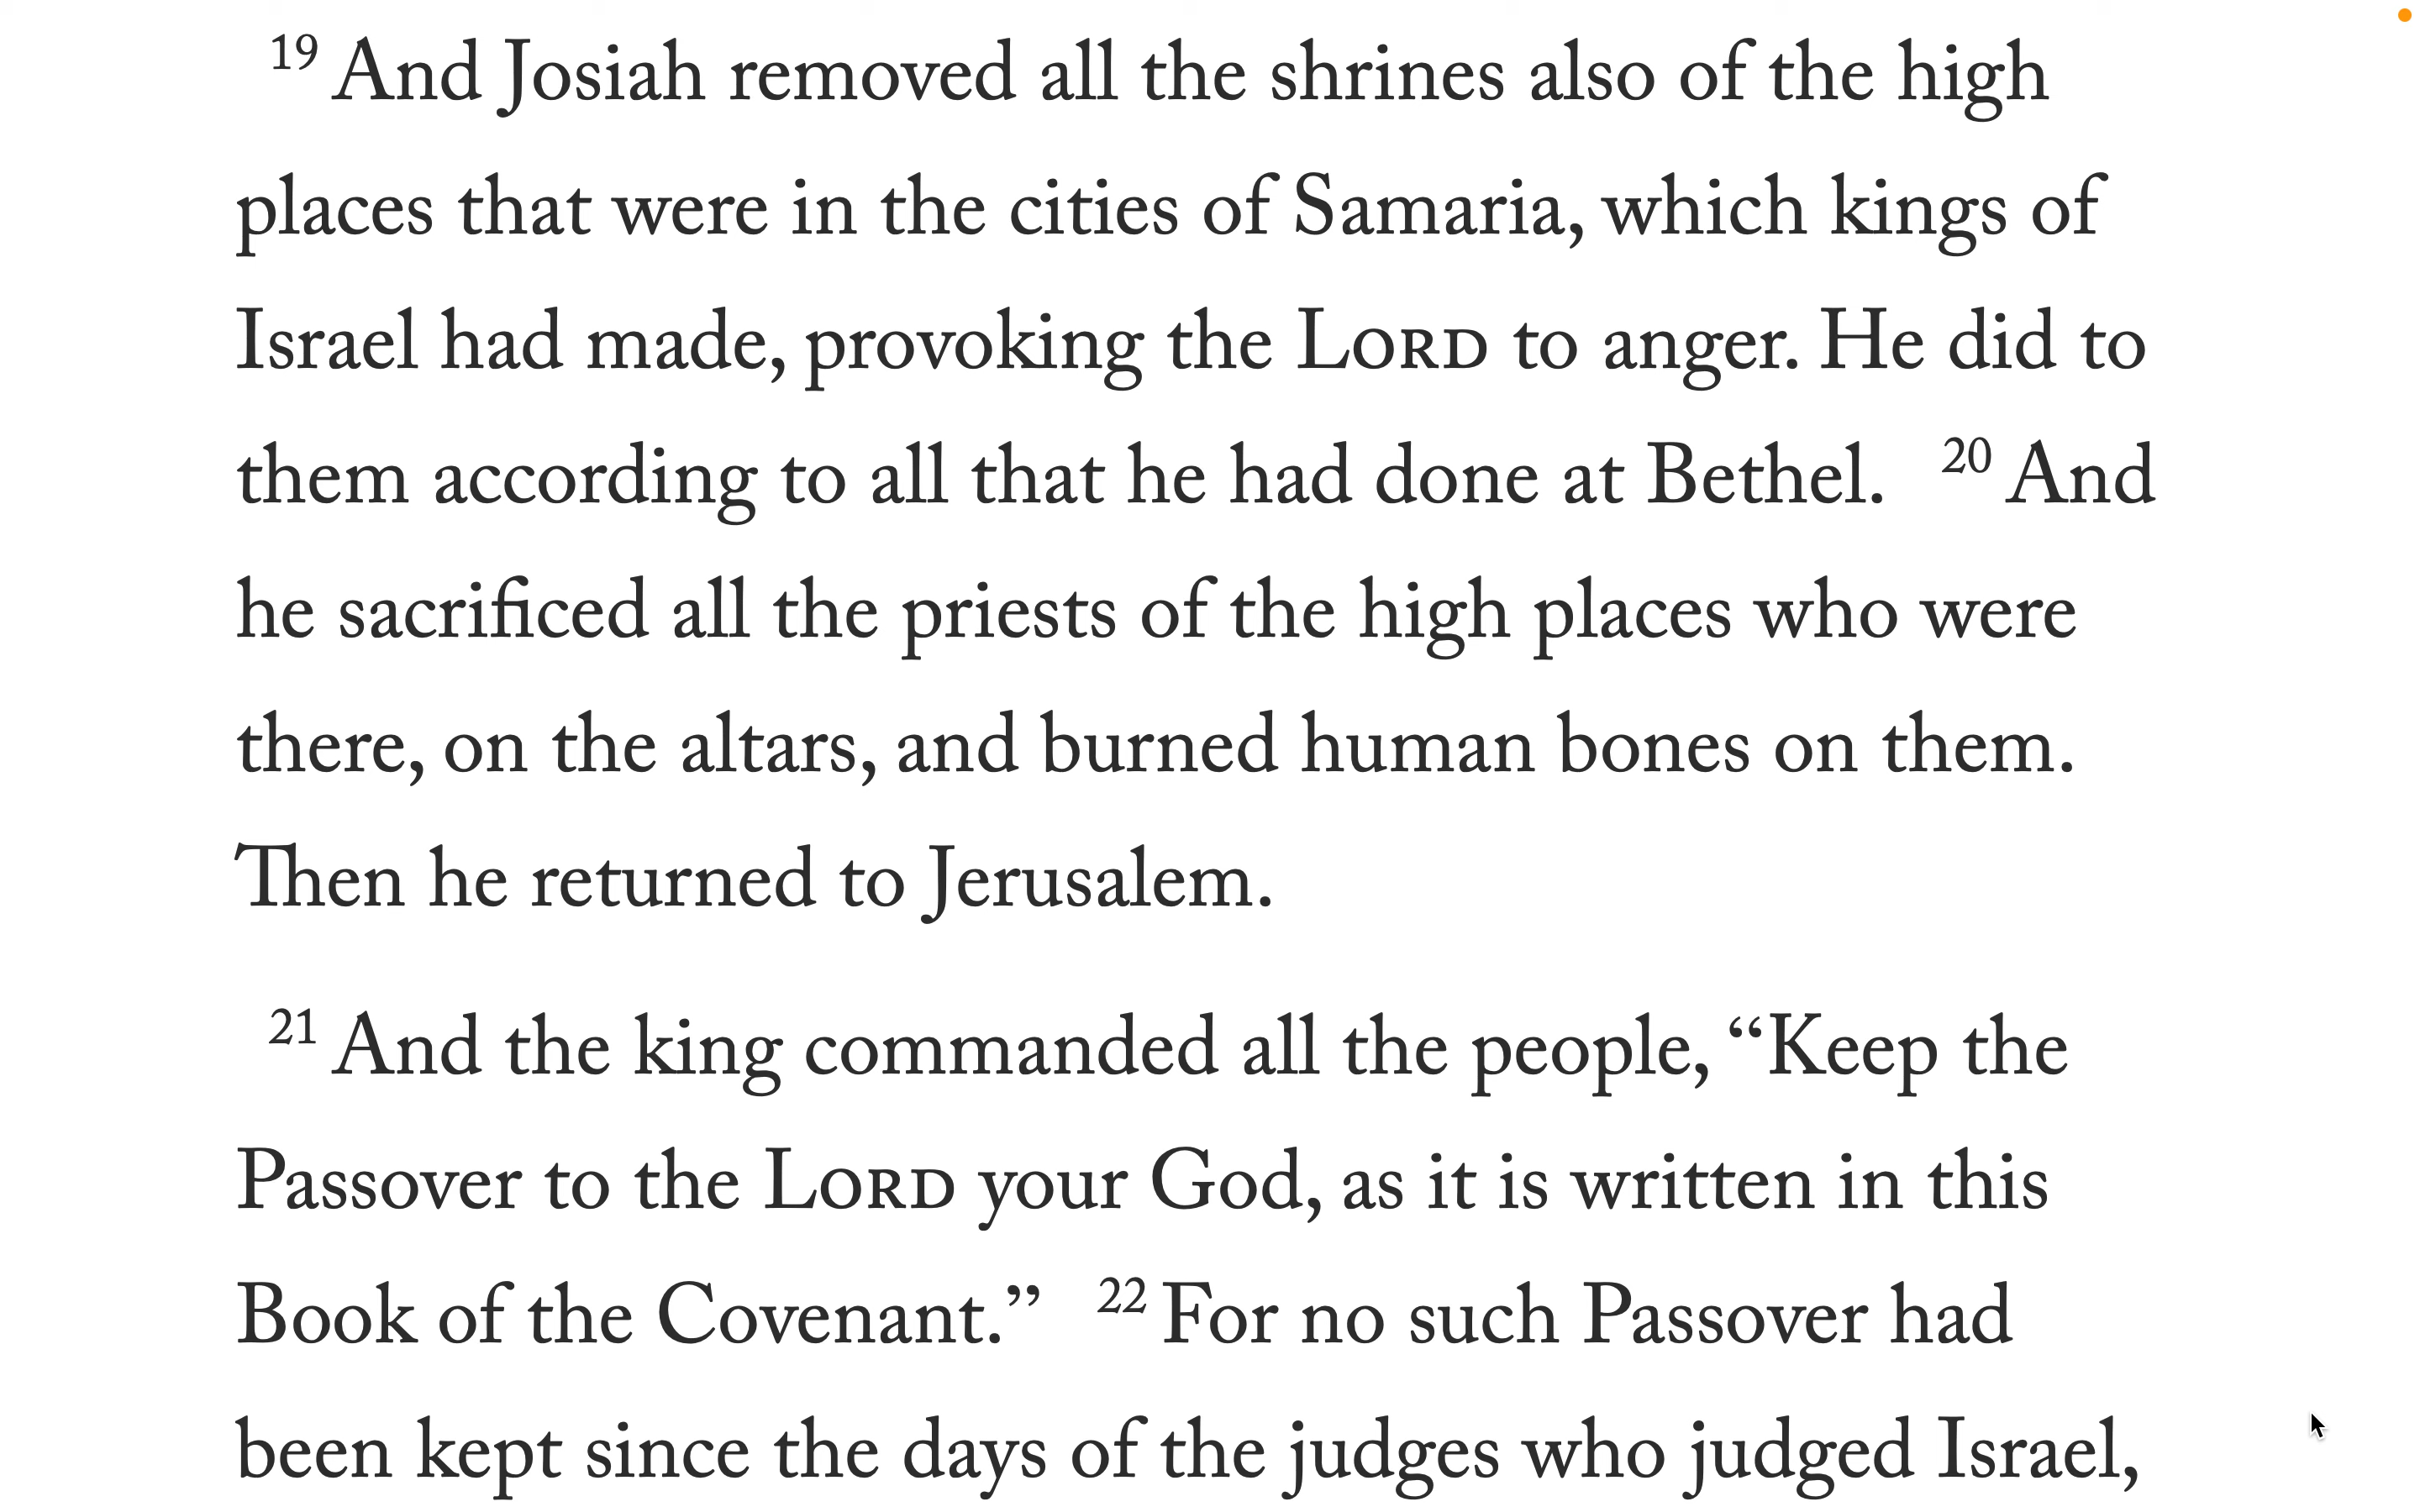 19 And Josiah removed all the shrines also of the high
places that were in the cities of Samaria, which kings of
Israel had made, provoking the LORD to anger. He did to
them according to all that he had done at Bethel. 20 And
he sacrificed all the priests of the high places who were
there, on the altars, and burned human bones on them.
Then he returned to Jerusalem.
21 And the king commanded all the people, “Keep the
Passover to the LORD your God, as it is written in this
Book of the Covenant.” 22 For no such Passover had
been kept since the days of the judges who judged Israel,